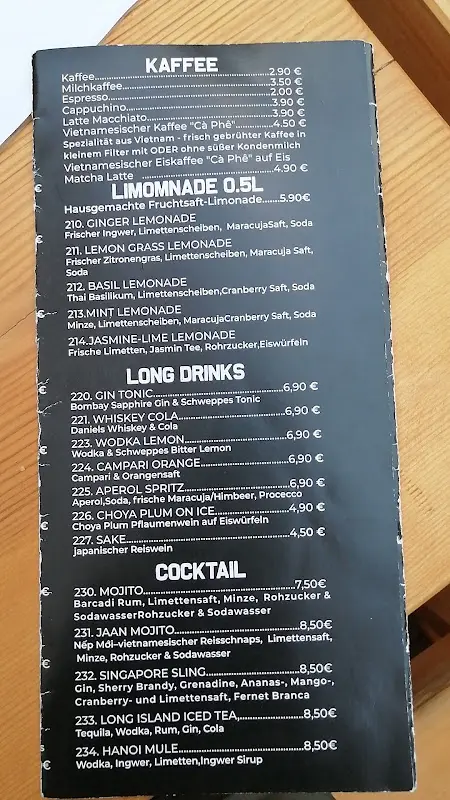 KAFFEE
Kaffee....................2.90 €
Milchkaffee....................3.50 €
Espresso....................2.00 €
Cappuchino....................3.90 €
Latte Macchiato....................3.90 €
Vietnamesischer Kaffee "Cà Phê"..........4.50 €
Spezialität aus Vietnam - frisch gebrühter Kaffee in
kleinem Filter mit ODER ohne süßer Kondenmilch
Vietnamesischer Eiskaffee "Cà Phê" auf Eis
Matcha Latte ....................4.90 €
LIMOMNADE 0.5L
Hausgemachte Fruchtsaft-Limonade.......5.90€
210. GINGER LEMONADE
Frischer Ingwer, Limettenscheiben, MaracujaSaft, Soda
211. LEMON GRASS LEMONADE
Frischer Zitronengras, Limettenscheiben, Maracuja Saft,
Soda
212. BASIL LEMONADE
Thai Basilikum, Limettenscheiben,Cranberry Saft, Soda
213.MINT LEMONADE
Minze, Limettenscheiben, MaracujaCranberry Saft, Soda
214.JASMINE-LIME LEMONADE
Frische Limetten, Jasmin Tee, Rohrzucker,Eiswürfeln
LONG DRINKS
220. GIN TONIC....................6,90 €
Bombay Sapphire Gin & Schweppes Tonic
221. WHISKEY COLA....................6,90 €
Daniels Whiskey & Cola
223. WODKA LEMON....................6,90 €
Wodka & Schweppes Bitter Lemon
224. CAMPARI ORANGE....................6,90 €
Campari & Orangensaft
225. APEROL SPRITZ....................6,90 €
Aperol,Soda, frische Maracuja/Himbeer, Procecco
226. CHOYA PLUM ON ICE..........4,90 €
Choya Plum Pflaumenwein auf Eiswürfeln
227. SAKE....................4,50 €
japanischer Reiswein
COCKTAIL
230. MOJITO....................7,50€
Barcadi Rum, Limettensaft, Minze, Rohzucker &
SodawasserRohzucker & Sodawasser
231. JAAN MOJITO....................8,50€
Nếp Mới–vietnamesischer Reisschnaps, Limettensaft,
Minze, Rohzucker & Sodawasser
232. SINGAPORE SLING....................8,50€
Gin, Sherry Brandy, Grenadine, Ananas-, Mango-,
Cranberry- und Limettensaft, Fernet Branca
233. LONG ISLAND ICED TEA,....................8,50€
Tequila, Wodka, Rum, Gin, Cola
234. HANOI MULE....................8,50€
Wodka, Ingwer, Limetten,Ingwer Sirup